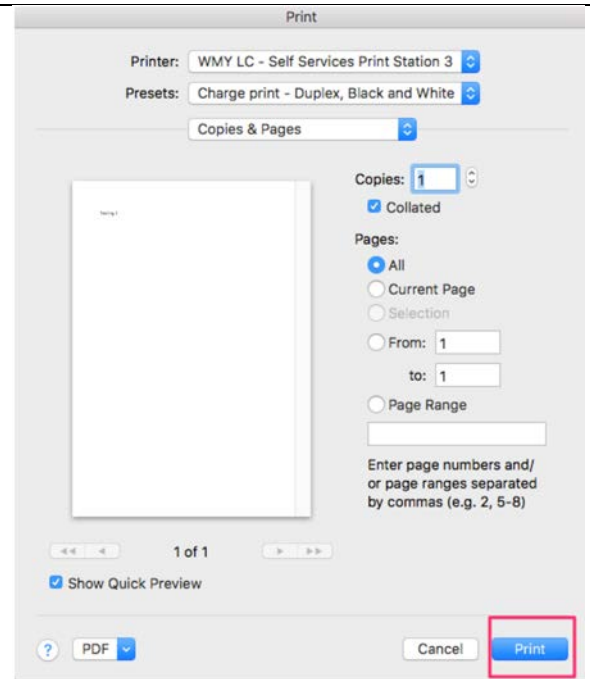 Print
Printer: WMY LC - Self Services Print Station 3
Presets: Charge print - Duplex, Black and White
Copies & Pages
Copies: 1
Collated
Pages:
All
Current Page
Selection
From: 1
to: 1
Page Range
Enter page numbers and/
or page ranges separated
by commas (e.g. 2, 5-8)
1 of 1
Show Quick Preview
? PDF Cancel Print